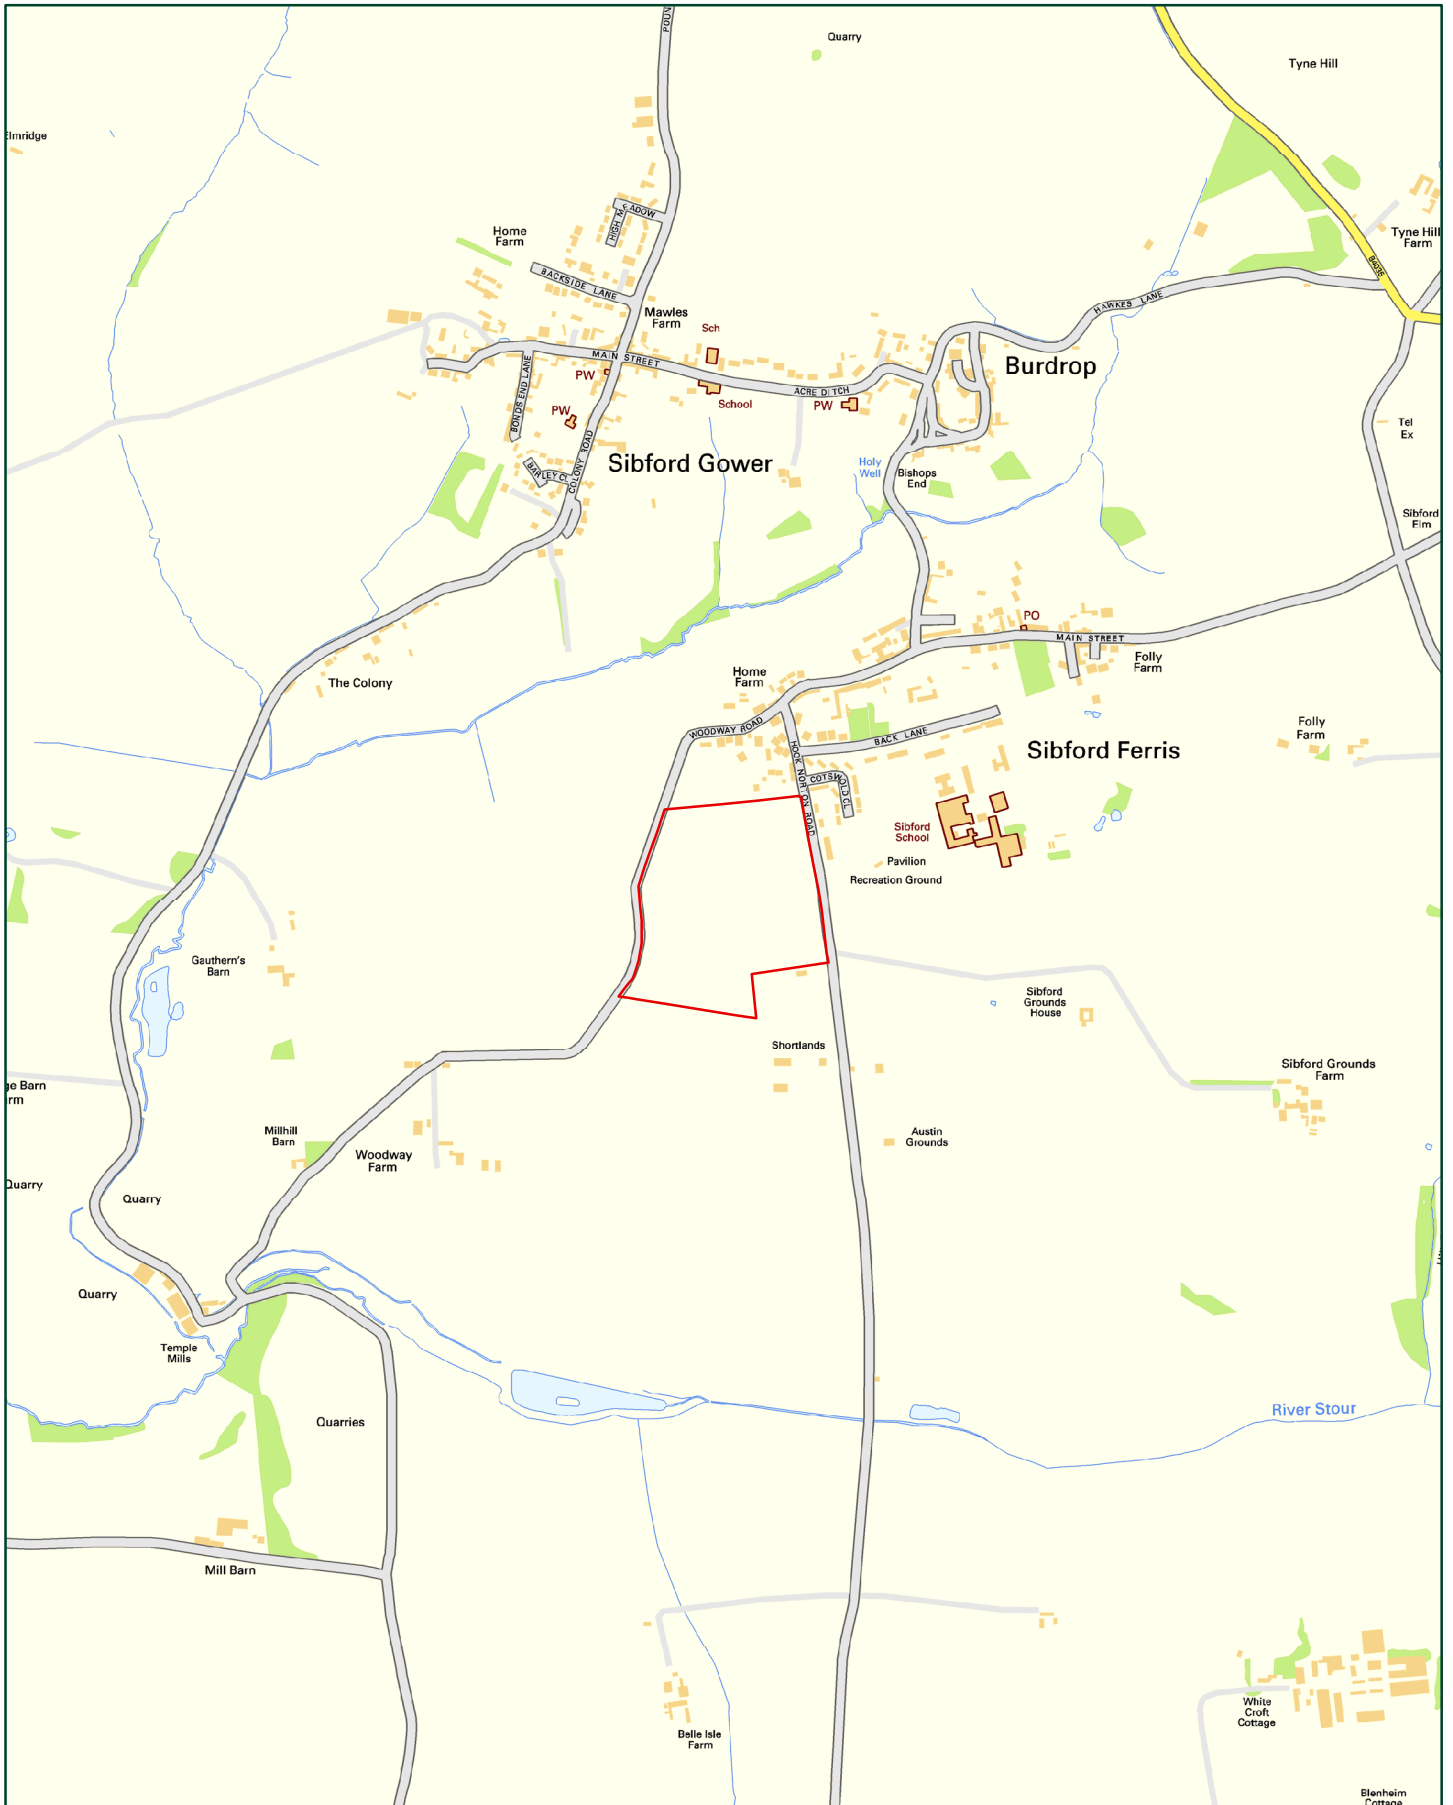 POUN
Quarry
Tyne Hill
Elmridge
HIGH MEADOW
Home
Farm
Tyne Hill
Farm
B4035
BACKSIDE LANE
HAWKES LANE
Mawles
Farm
Sch
MAIN STREET
Burdrop
PW
BONDS END LANE
ACRE DITCH
School
PW
PW
Tel
Ex
COLONY ROAD
Sibford Gower
BARLEY CL
Holy
Well
Bishops
End
Sibford
Elm
PO
MAIN STREET
Folly
Farm
Home
Farm
The Colony
WOODWAY ROAD
BACK LANE
Folly
Farm
HOOK NORTON ROAD
Sibford Ferris
COTSWOLD CL
Sibford
School
Pavilion
Recreation Ground
Gauthern's
Barn
Sibford
Grounds
House
Shortlands
Sibford Grounds
Farm
ge Barn
rm
Millhill
Barn
Austin
Grounds
Woodway
Farm
Quarry
Quarry
Quarry
Temple
Mills
River Stour
Quarries
Mill Barn
White
Croft
Cottage
Belle Isle
Farm
Blenheim
Cottage